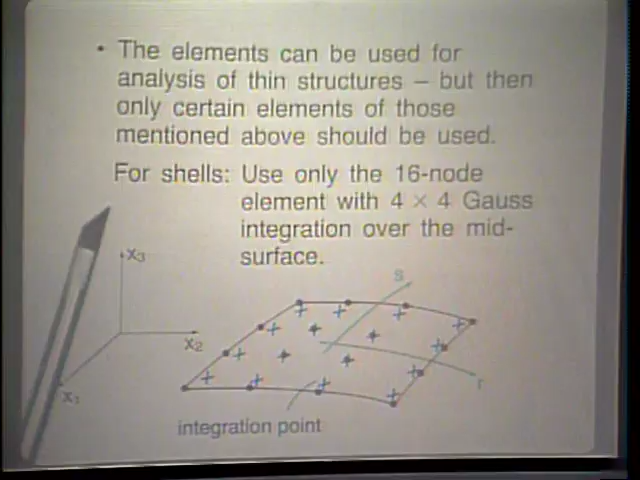 • The elements can be used for
analysis of thin structures – but then
only certain elements of those
mentioned above should be used.
For shells: Use only the 16-node
element with 4 × 4 Gauss
integration over the mid-
surface.
s
x₃
x₂
r
x₁
integration point